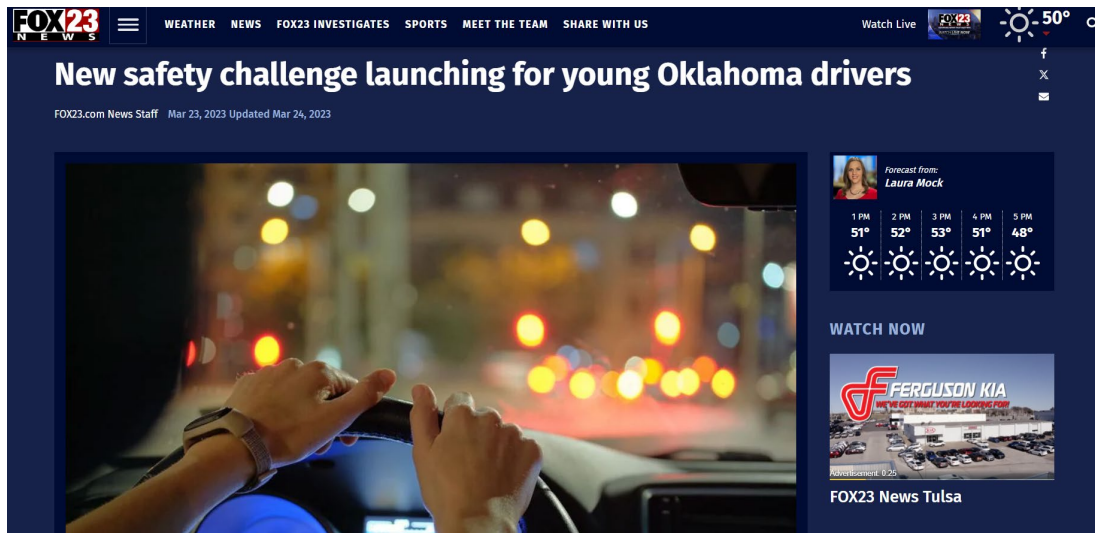 FOX23
NEWS
WEATHER NEWS FOX23 INVESTIGATES SPORTS MEET THE TEAM SHARE WITH US
Watch Live
FOX23
50°
New safety challenge launching for young Oklahoma drivers
FOX23.com News Staff Mar 23, 2023 Updated Mar 24, 2023
Forecast from:
Laura Mock
1 PM 2 PM 3 PM 4 PM 5 PM
51° 52° 53° 51° 48°
WATCH NOW
FERGUSON KIA
WE'VE GOT WHAT YOU'RE LOOKING FOR!
Advertisement: 0:25
FOX23 News Tulsa